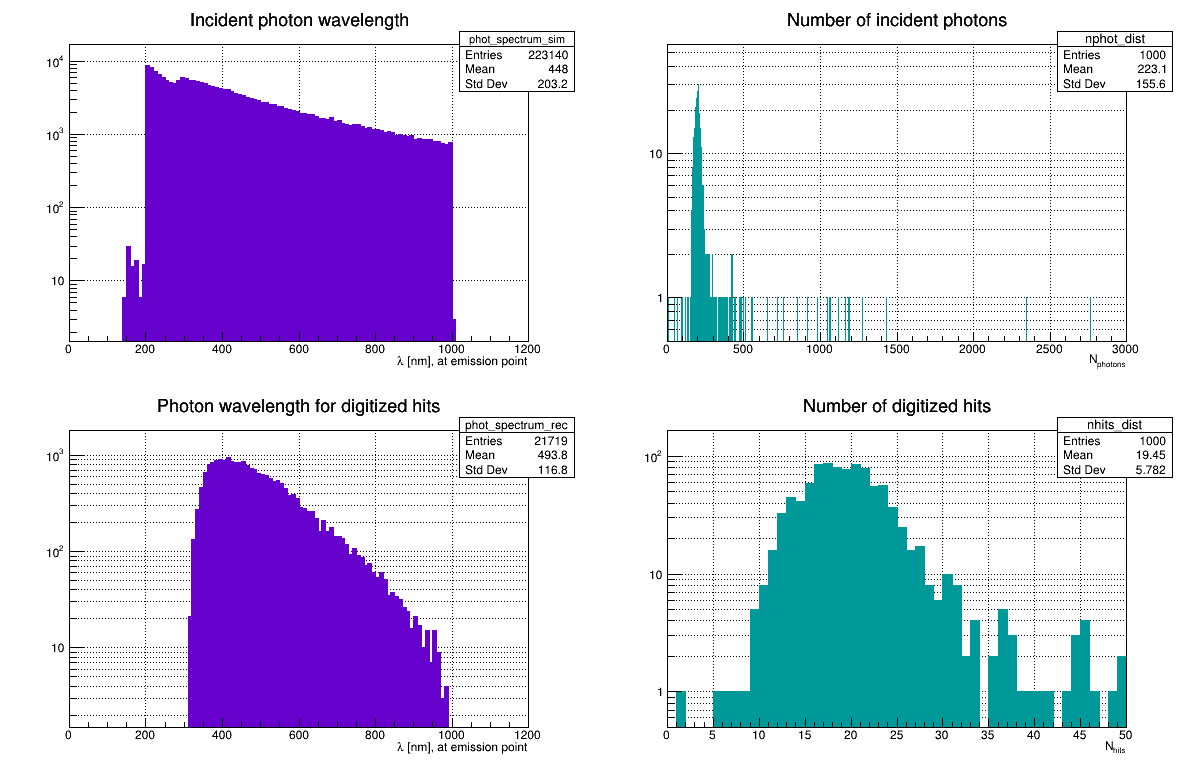 Incident photon wavelength
phot_spectrum_sim
Entries 223140
Mean 448
Std Dev 203.2
10^4
10^3
10^2
10
0 200 400 600 800 1000 1200
λ [nm], at emission point
Number of incident photons
nphot_dist
Entries 1000
Mean 223.1
Std Dev 155.6
10
1
0 500 1000 1500 2000 2500 3000
N_photons
Photon wavelength for digitized hits
phot_spectrum_rec
Entries 21719
Mean 493.8
Std Dev 116.8
10^3
10^2
10
0 200 400 600 800 1000 1200
λ [nm], at emission point
Number of digitized hits
nhits_dist
Entries 1000
Mean 19.45
Std Dev 5.782
10^2
10
1
0 5 10 15 20 25 30 35 40 45 50
N_hits